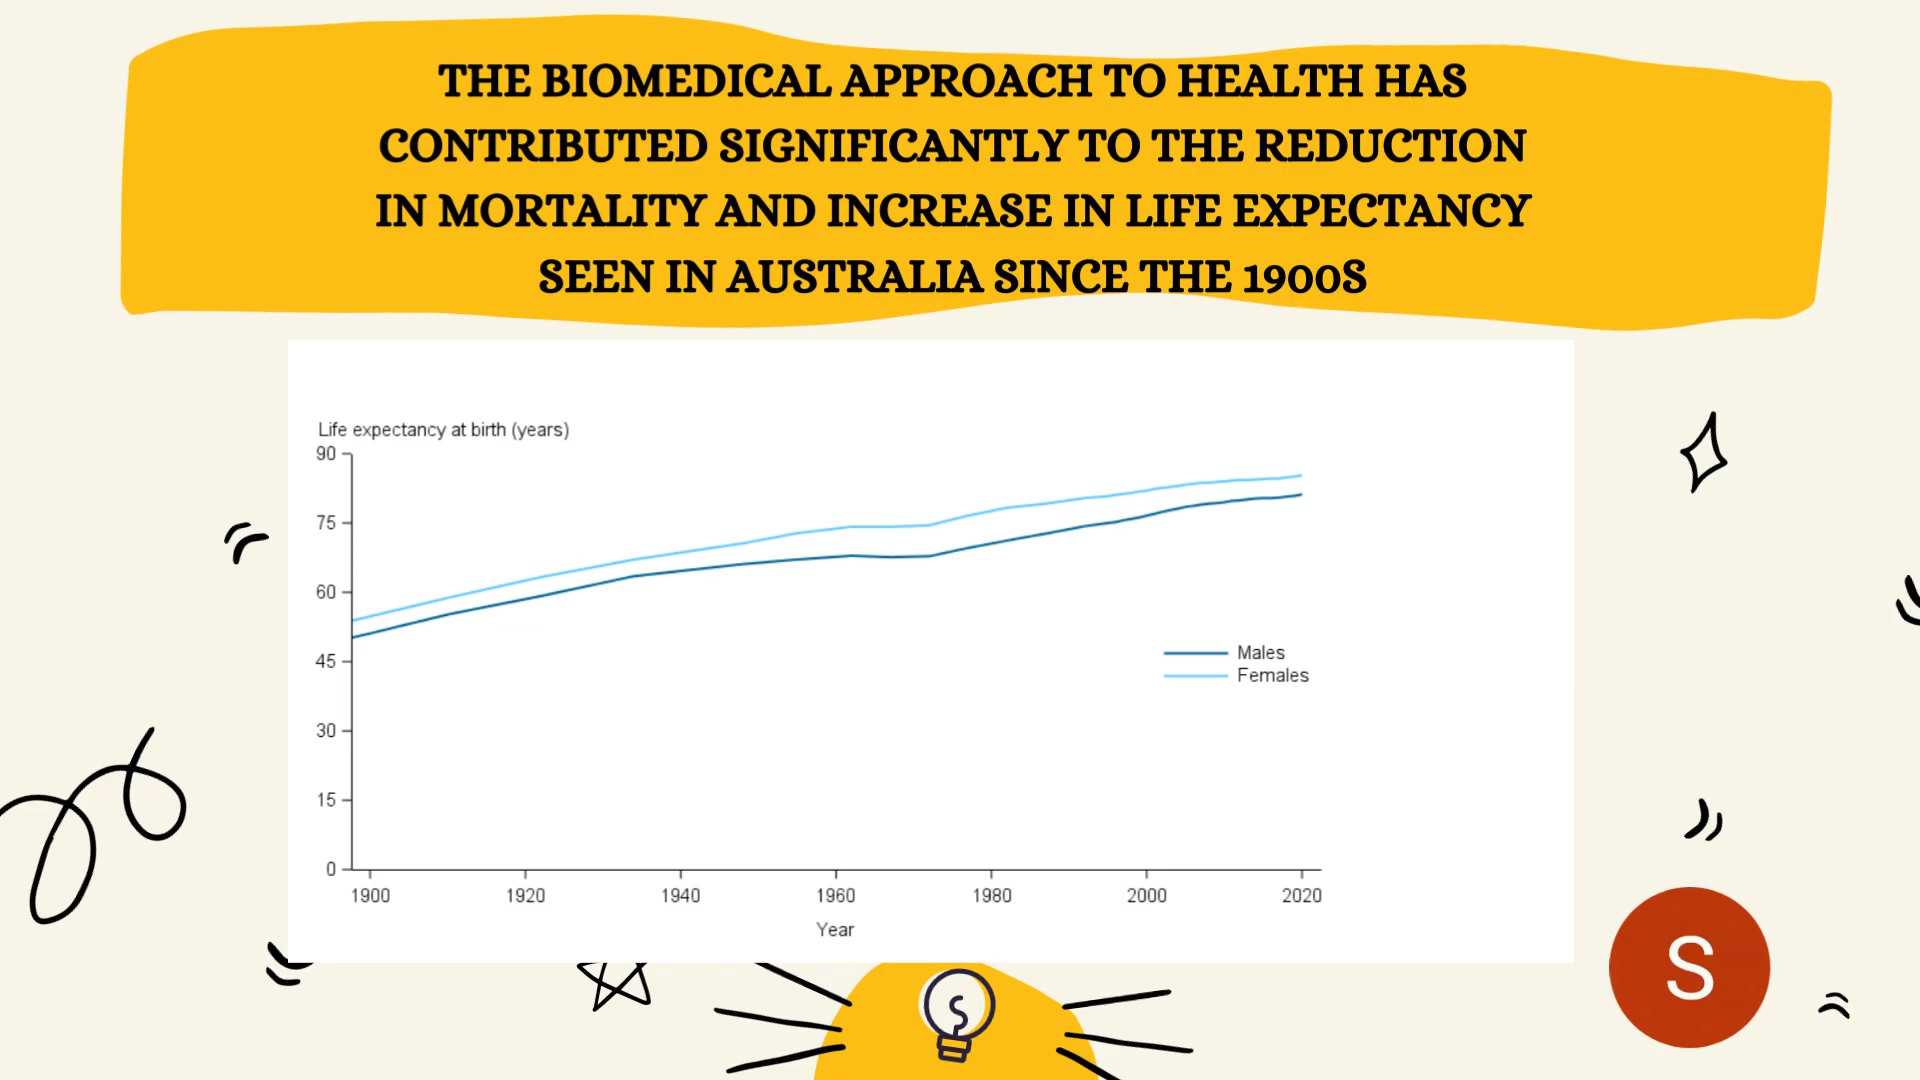 THE BIOMEDICAL APPROACH TO HEALTH HAS
CONTRIBUTED SIGNIFICANTLY TO THE REDUCTION
IN MORTALITY AND INCREASE IN LIFE EXPECTANCY
SEEN IN AUSTRALIA SINCE THE 1900S
Life expectancy at birth (years)
90
75
60
45
30
15
0
Males
Females
1900 1920 1940 1960 1980 2000 2020
Year
S